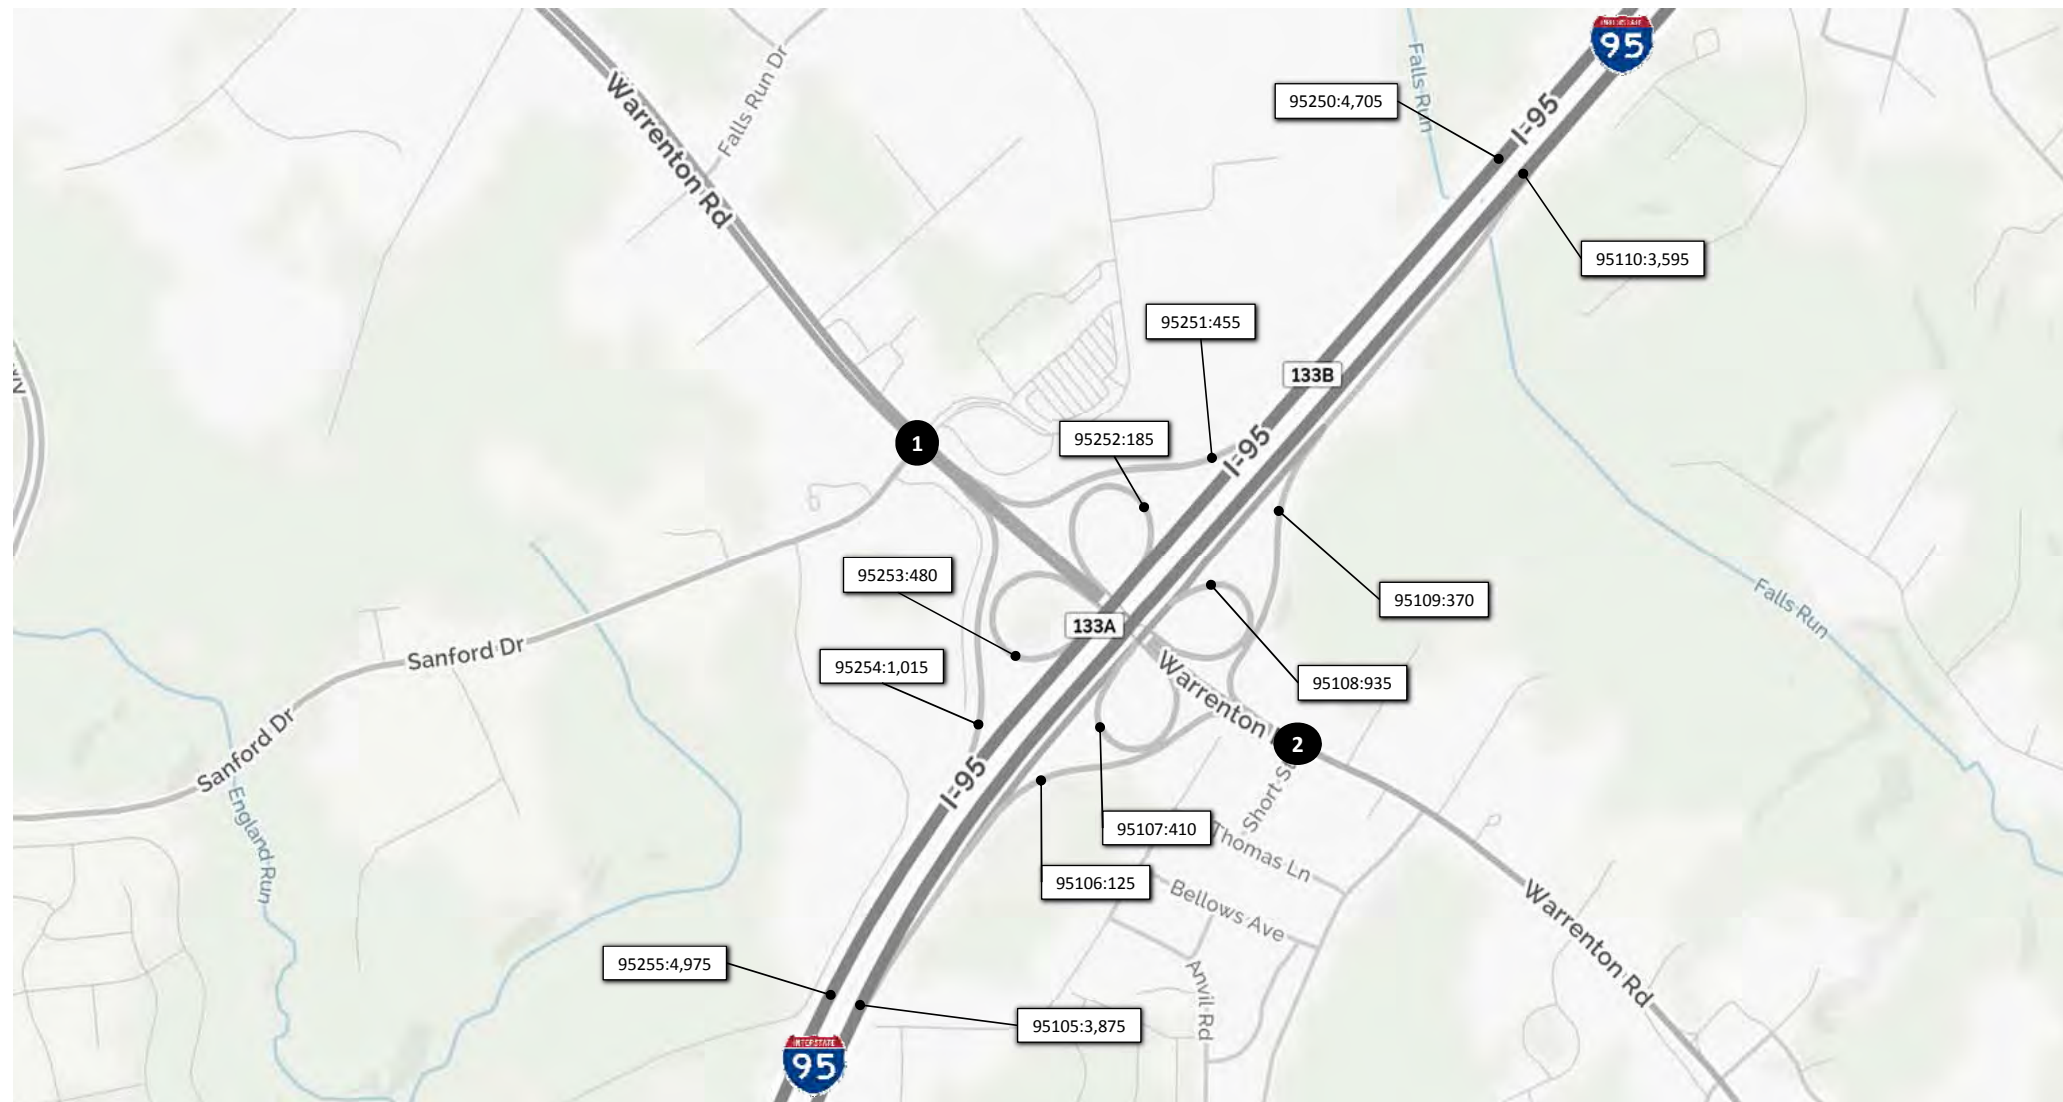 INTERSTATE
95
95250:4,705
I-95
Falls Run
Falls Run Dr
Warrenton Rd
95110:3,595
95251:455
133B
1
95252:185
I-95
95253:480
95109:370
Falls Run
133A
Sanford Dr
95254:1,015
95108:935
Warrenton
2
Sanford Dr
I-95
Short St
England Run
95107:410
Thomas Ln
95106:125
Bellows Ave
Warrenton Rd
95255:4,975
Anvil Rd
95105:3,875
INTERSTATE
95